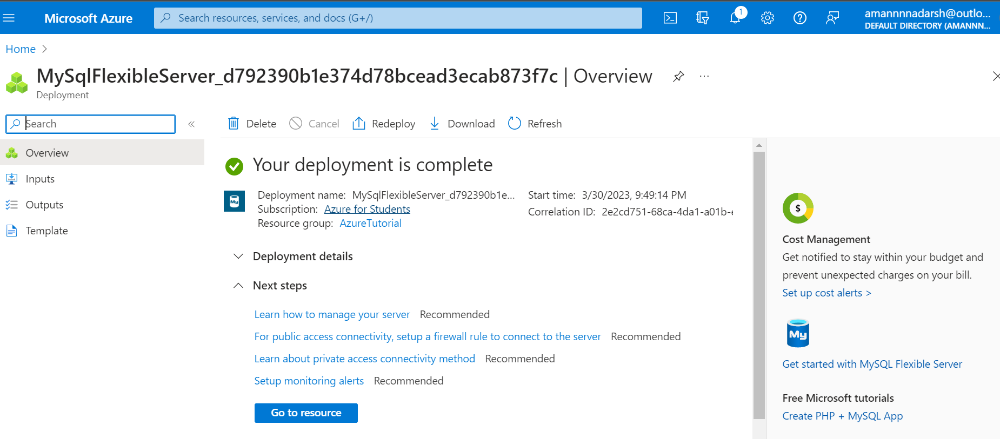 Microsoft Azure
Search resources, services, and docs (G+/)
1
amannnnadarsh@outlo...
DEFAULT DIRECTORY (AMANNN...
Home
MySqlFlexibleServer_d792390b1e374d78bcead3ecab873f7c | Overview
...
Deployment
Search
«
Delete
Cancel
Redeploy
Download
Refresh
Overview
Inputs
Outputs
Template
Your deployment is complete
My
Deployment name: MySqlFlexibleServer_d792390b1e...
Subscription: Azure for Students
Resource group: AzureTutorial
Start time: 3/30/2023, 9:49:14 PM
Correlation ID: 2e2cd751-68ca-4da1-a01b-
Deployment details
Next steps
Learn how to manage your server Recommended
For public access connectivity, setup a firewall rule to connect to the server Recommended
Learn about private access connectivity method Recommended
Setup monitoring alerts Recommended
Go to resource
$
Cost Management
Get notified to stay within your budget and
prevent unexpected charges on your bill.
Set up cost alerts >
My
Get started with MySQL Flexible Server
Free Microsoft tutorials
Create PHP + MySQL App